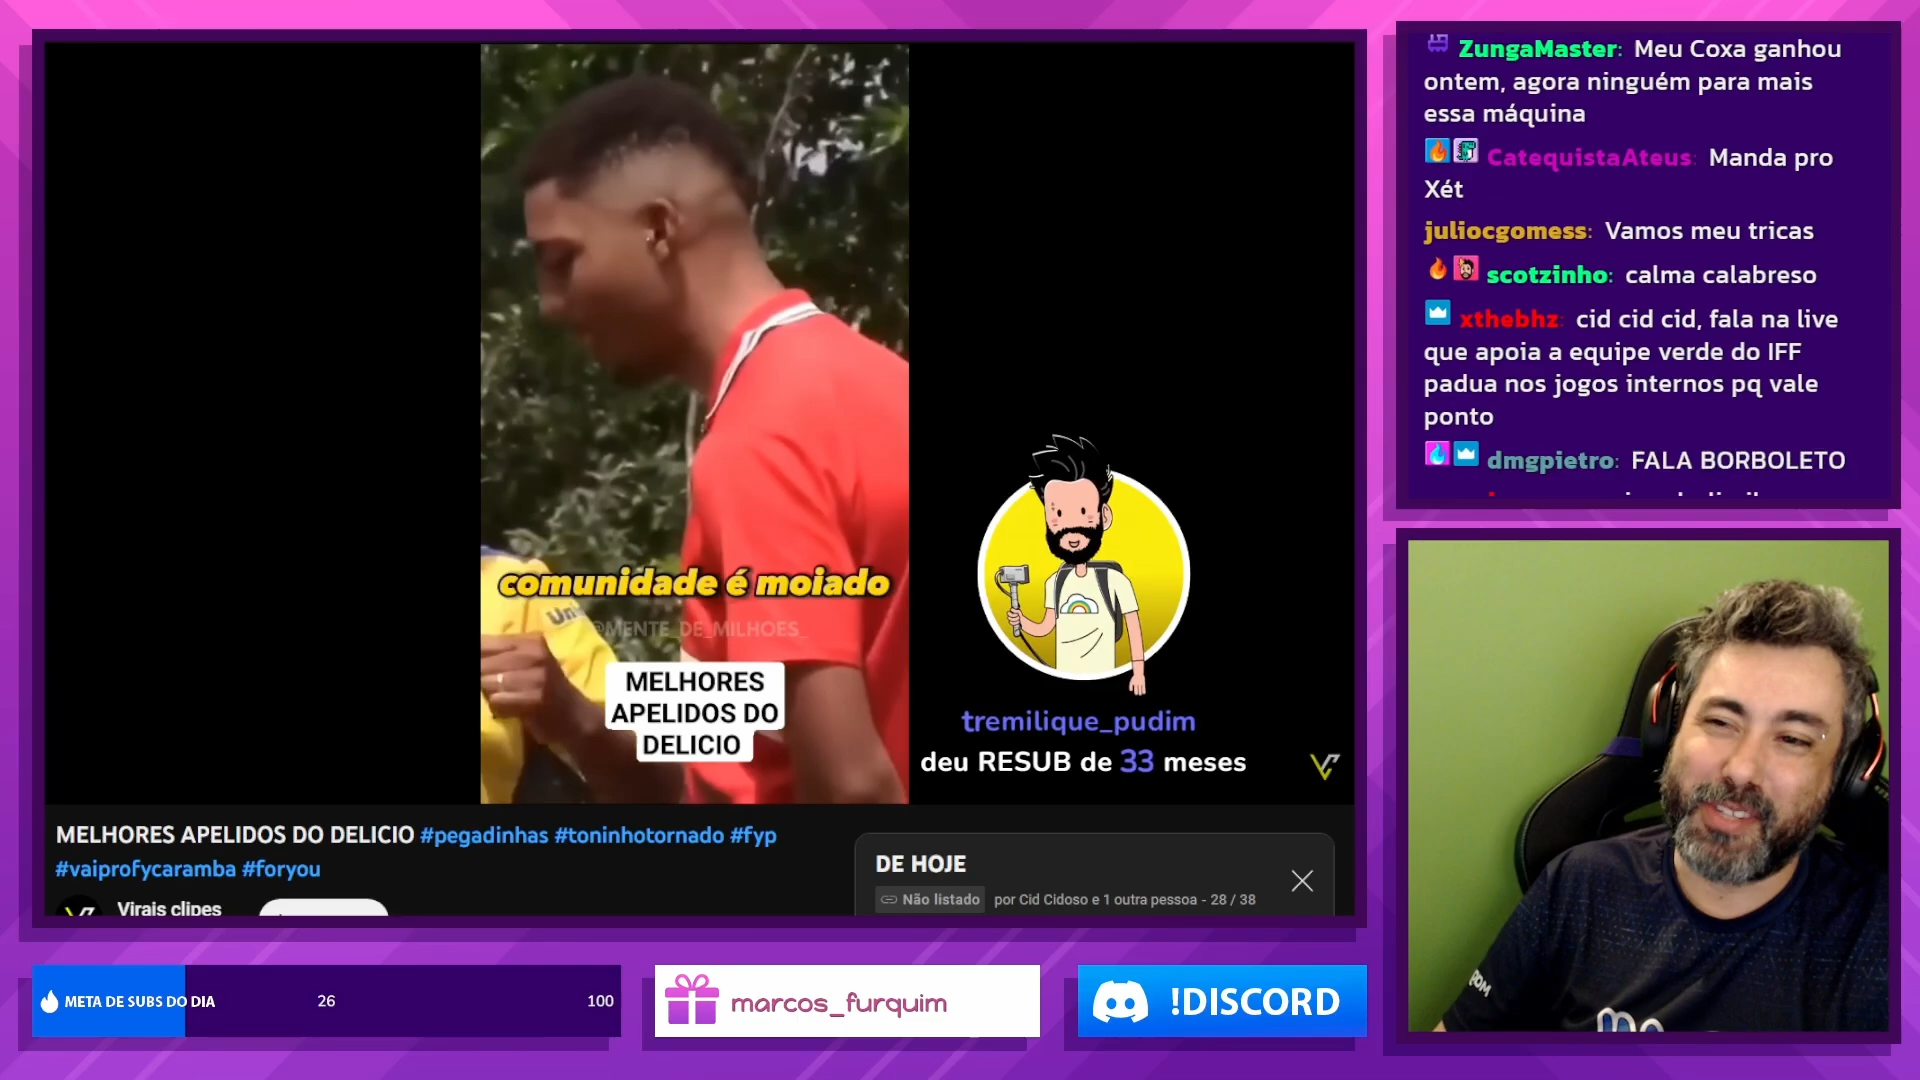 comunidade é moiado
Uni
@MENTE_DE_MILHOES_
MELHORES
APELIDOS DO
DELICIO
tremilique_pudim
deu RESUB de 33 meses
MELHORES APELIDOS DO DELICIO #pegadinhas #toninhotornado #fyp
#vaiprofycaramba #foryou
Virais clipes
DE HOJE
Não listado por Cid Cidoso e 1 outra pessoa - 28 / 38
ZungaMaster: Meu Coxa ganhou
ontem, agora ninguém para mais
essa máquina
CatequistaAteus: Manda pro
Xét
juliocgomess: Vamos meu tricas
scotzinho: calma calabreso
xthebhz: cid cid cid, fala na live
que apoia a equipe verde do IFF
padua nos jogos internos pq vale
ponto
dmgpietro: FALA BORBOLETO
META DE SUBS DO DIA 26 100
marcos_furquim
!DISCORD